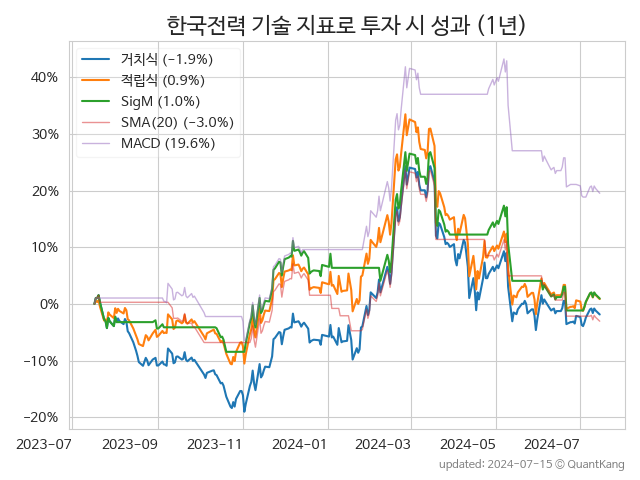 한국전력 기술 지표로 투자 시 성과 (1년)
거치식 (−1.9%)
적립식 (0.9%)
SigM (1.0%)
SMA(20) (−3.0%)
MACD (19.6%)
40%
30%
20%
10%
0%
−10%
−20%
2023-07 2023-09 2023-11 2024-01 2024-03 2024-05 2024-07
updated: 2024-07-15 © QuantKang